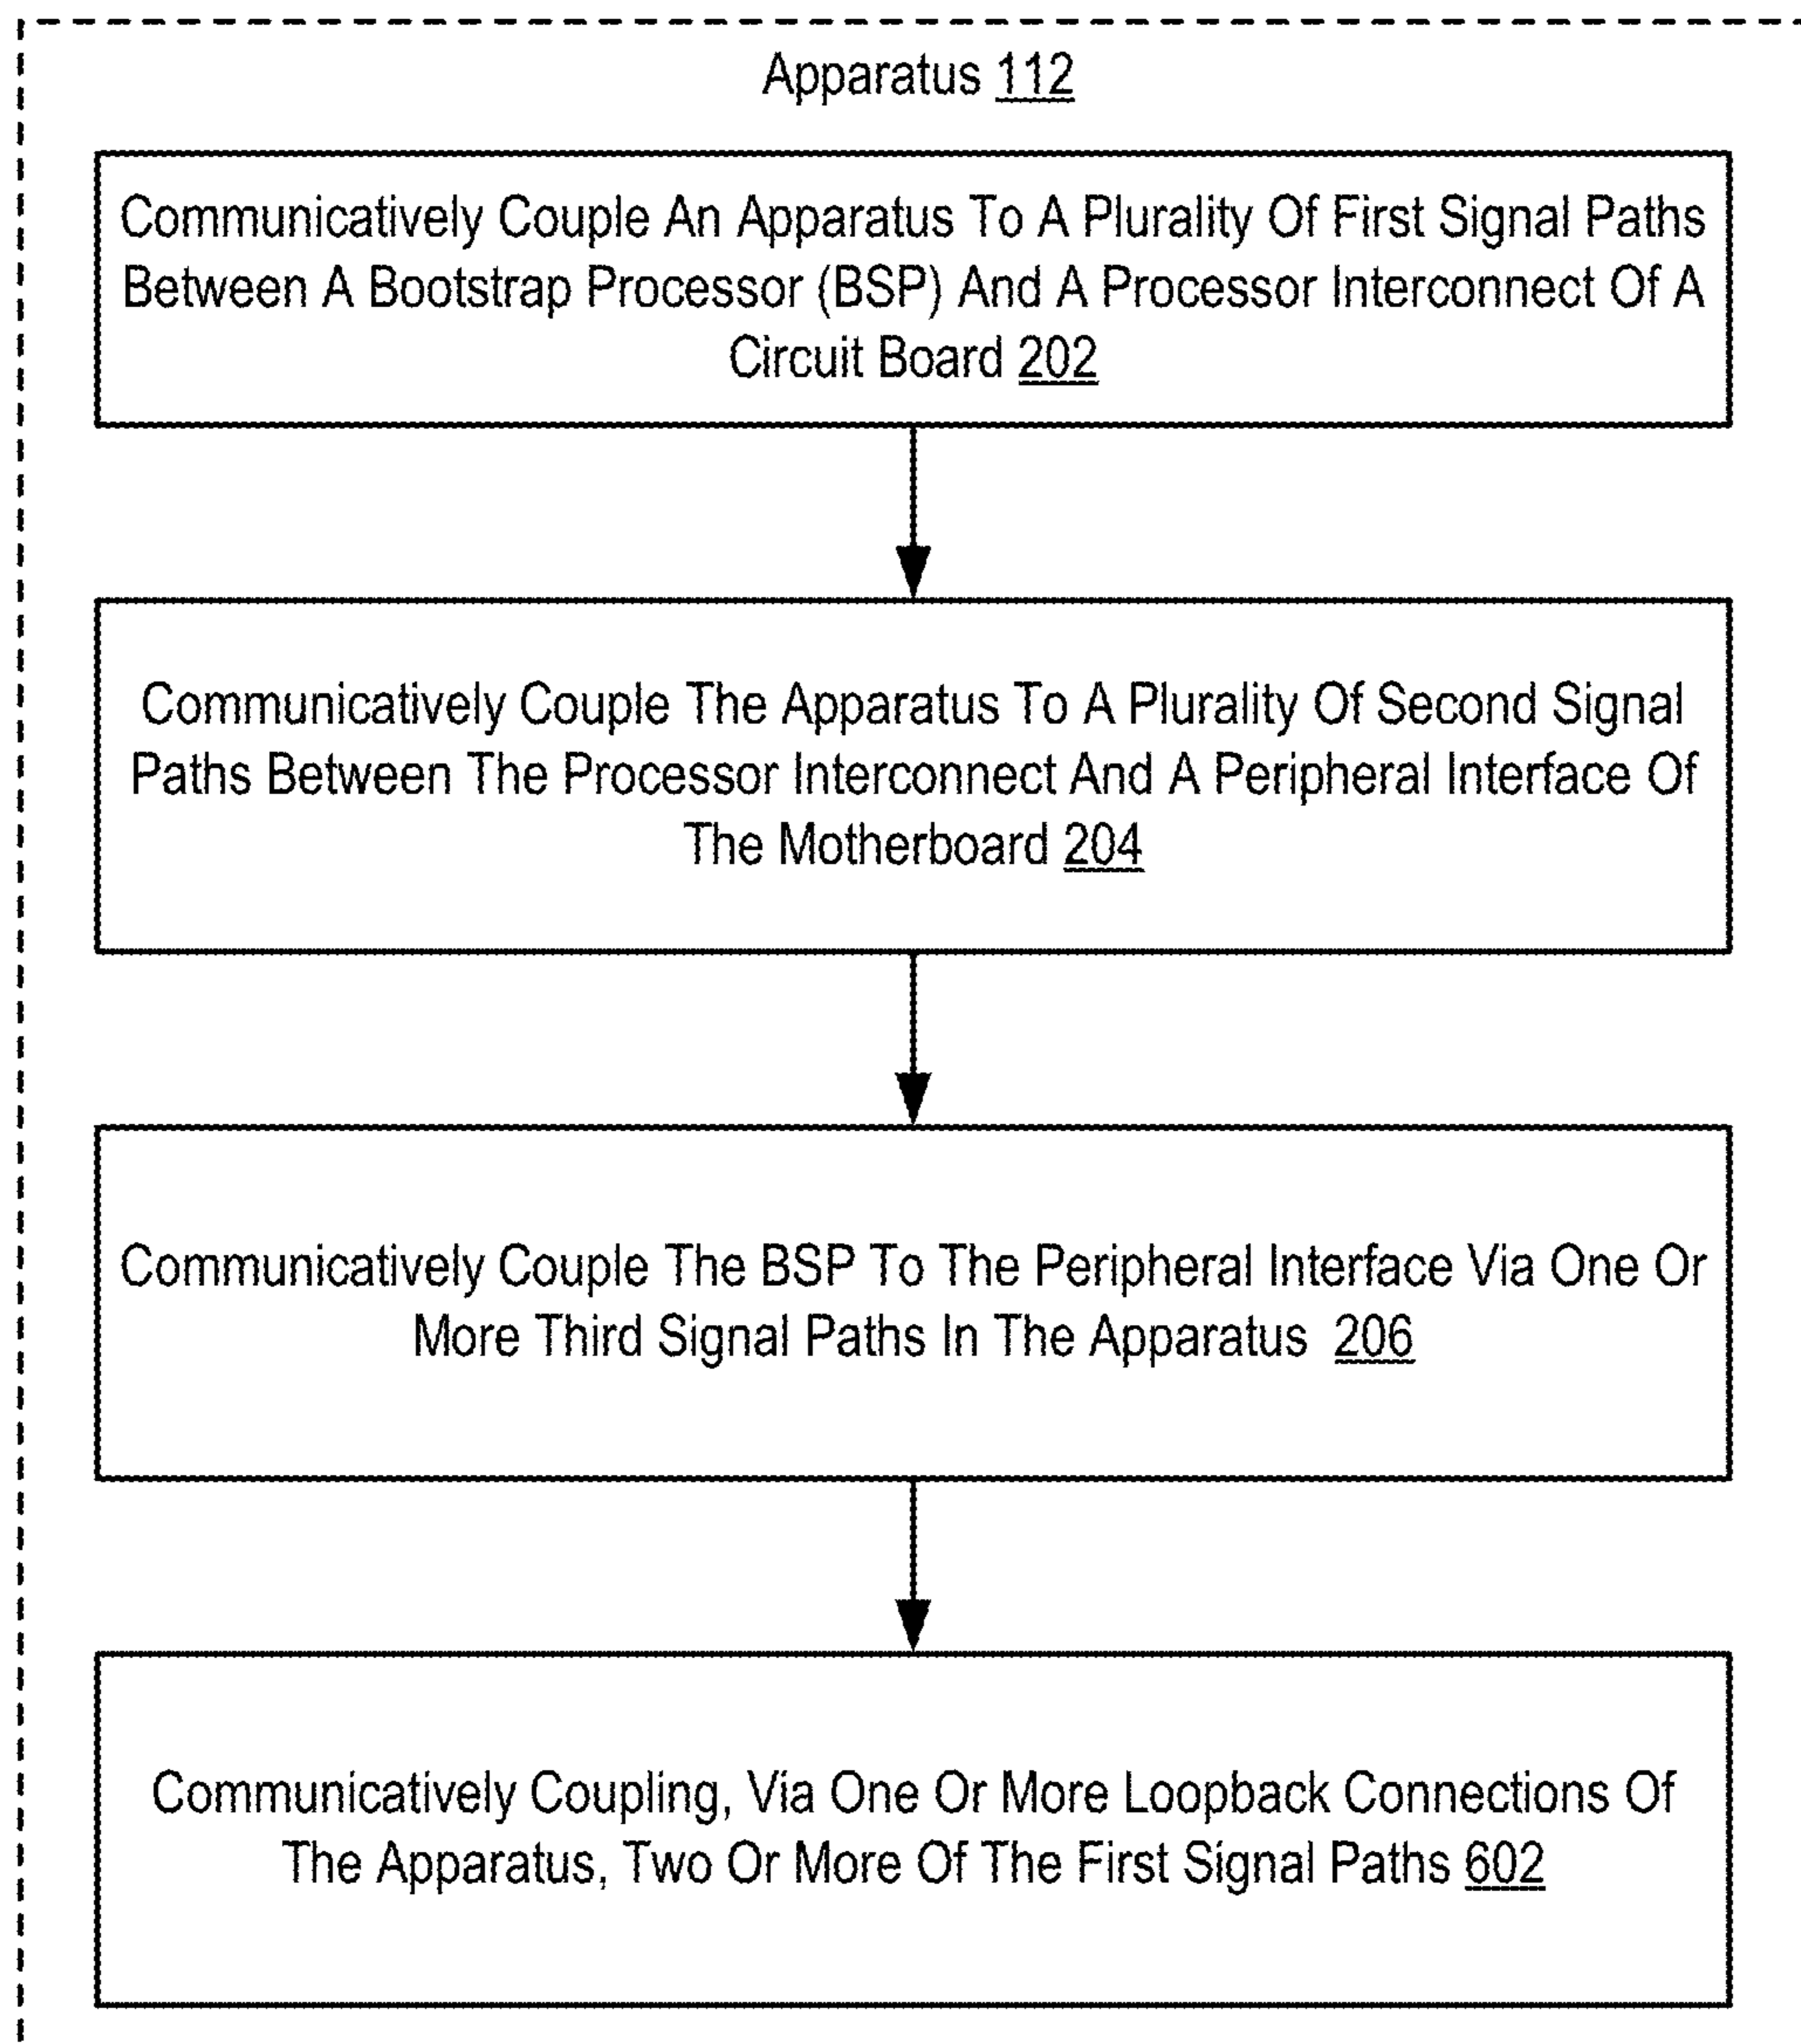 Apparatus 112
Communicatively Couple An Apparatus To A Plurality Of First Signal Paths
Between A Bootstrap Processor (BSP) And A Processor Interconnect Of A
Circuit Board 202
Communicatively Couple The Apparatus To A Plurality Of Second Signal
Paths Between The Processor Interconnect And A Peripheral Interface Of
The Motherboard 204
Communicatively Couple The BSP To The Peripheral Interface Via One Or
More Third Signal Paths In The Apparatus 206
Communicatively Coupling, Via One Or More Loopback Connections Of
The Apparatus, Two Or More Of The First Signal Paths 602